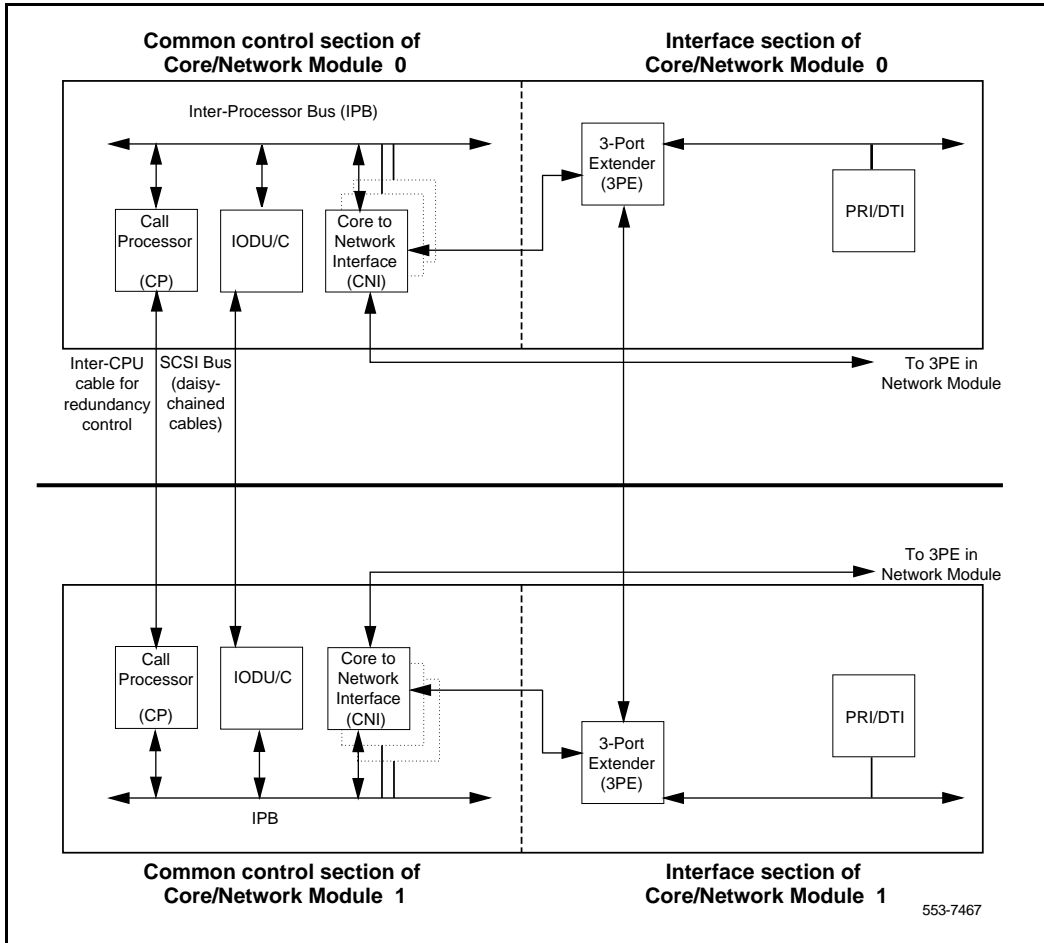 Common control section of
Core/Network Module 0
Interface section of
Core/Network Module 0
Inter-Processor Bus (IPB)
Call
Processor
(CP)
IODU/C
Core to
Network
Interface
(CNI)
3-Port
Extender
(3PE)
PRI/DTI
Inter-CPU
cable for
redundancy
control
SCSI Bus
(daisy-
chained
cables)
To 3PE in
Network Module
To 3PE in
Network Module
Call
Processor
(CP)
IODU/C
Core to
Network
Interface
(CNI)
3-Port
Extender
(3PE)
PRI/DTI
IPB
Common control section of
Core/Network Module 1
Interface section of
Core/Network Module 1
553-7467